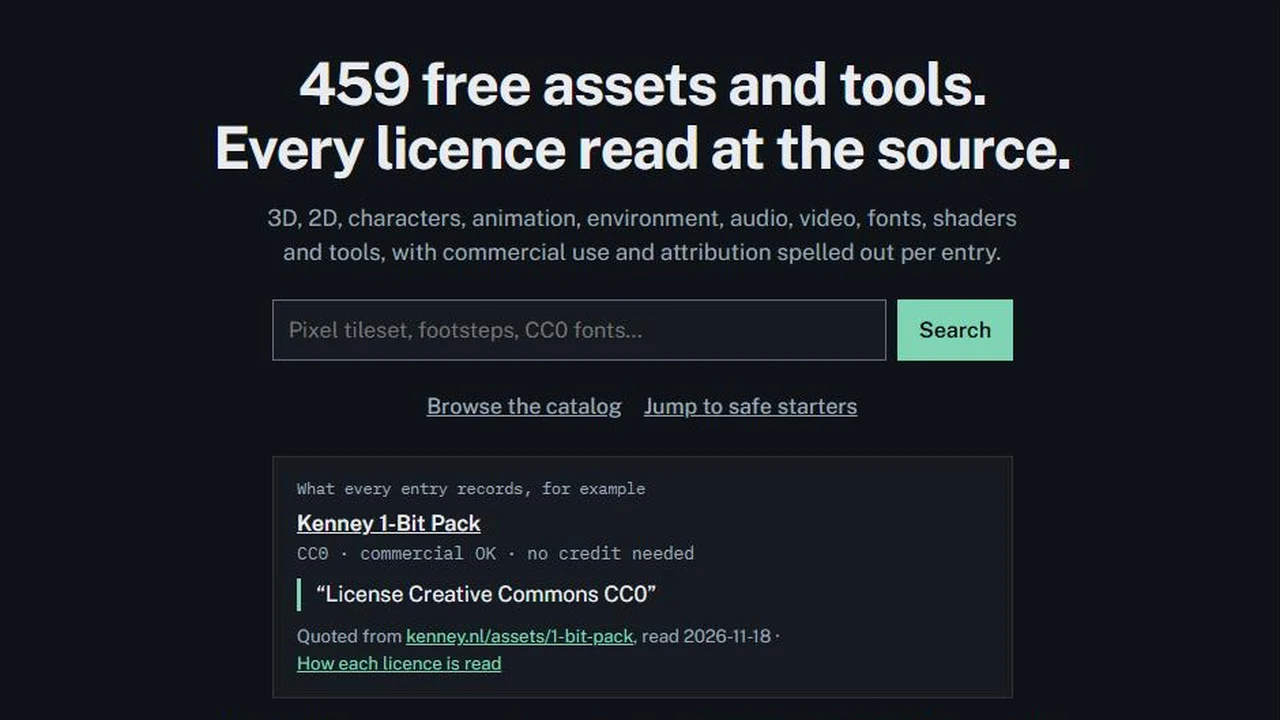 459 free assets and tools.
Every licence read at the source.
3D, 2D, characters, animation, environment, audio, video, fonts, shaders
and tools, with commercial use and attribution spelled out per entry.
Pixel tileset, footsteps, CC0 fonts...
Search
Browse the catalog Jump to safe starters
What every entry records, for example
Kenney 1-Bit Pack
CC0 · commercial OK · no credit needed
“License Creative Commons CC0”
Quoted from kenney.nl/assets/1-bit-pack, read 2026-11-18 ·
How each licence is read